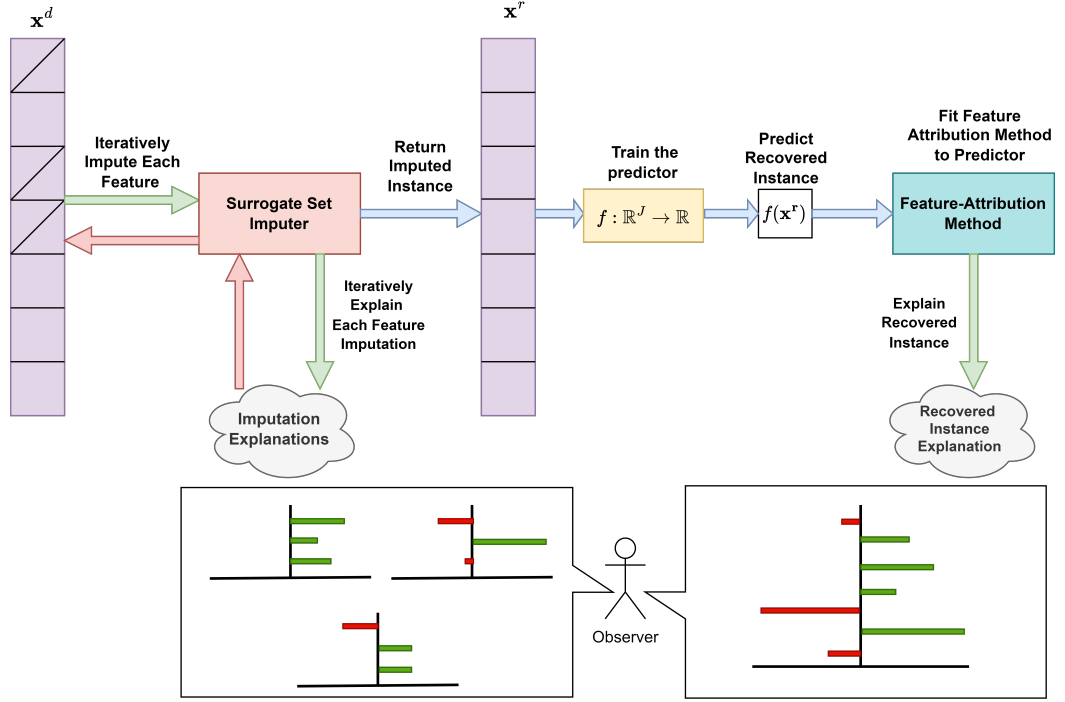 x^d
x^r
Iteratively
Impute Each
Feature
Surrogate Set
Imputer
Return
Imputed
Instance
Train the
predictor
f : ℝ^J → ℝ
Predict
Recovered
Instance
f(x^r)
Fit Feature
Attribution Method
to Predictor
Feature-Attribution
Method
Iteratively
Explain
Each Feature
Imputation
Explain
Recovered
Instance
Imputation
Explanations
Recovered
Instance
Explanation
Observer